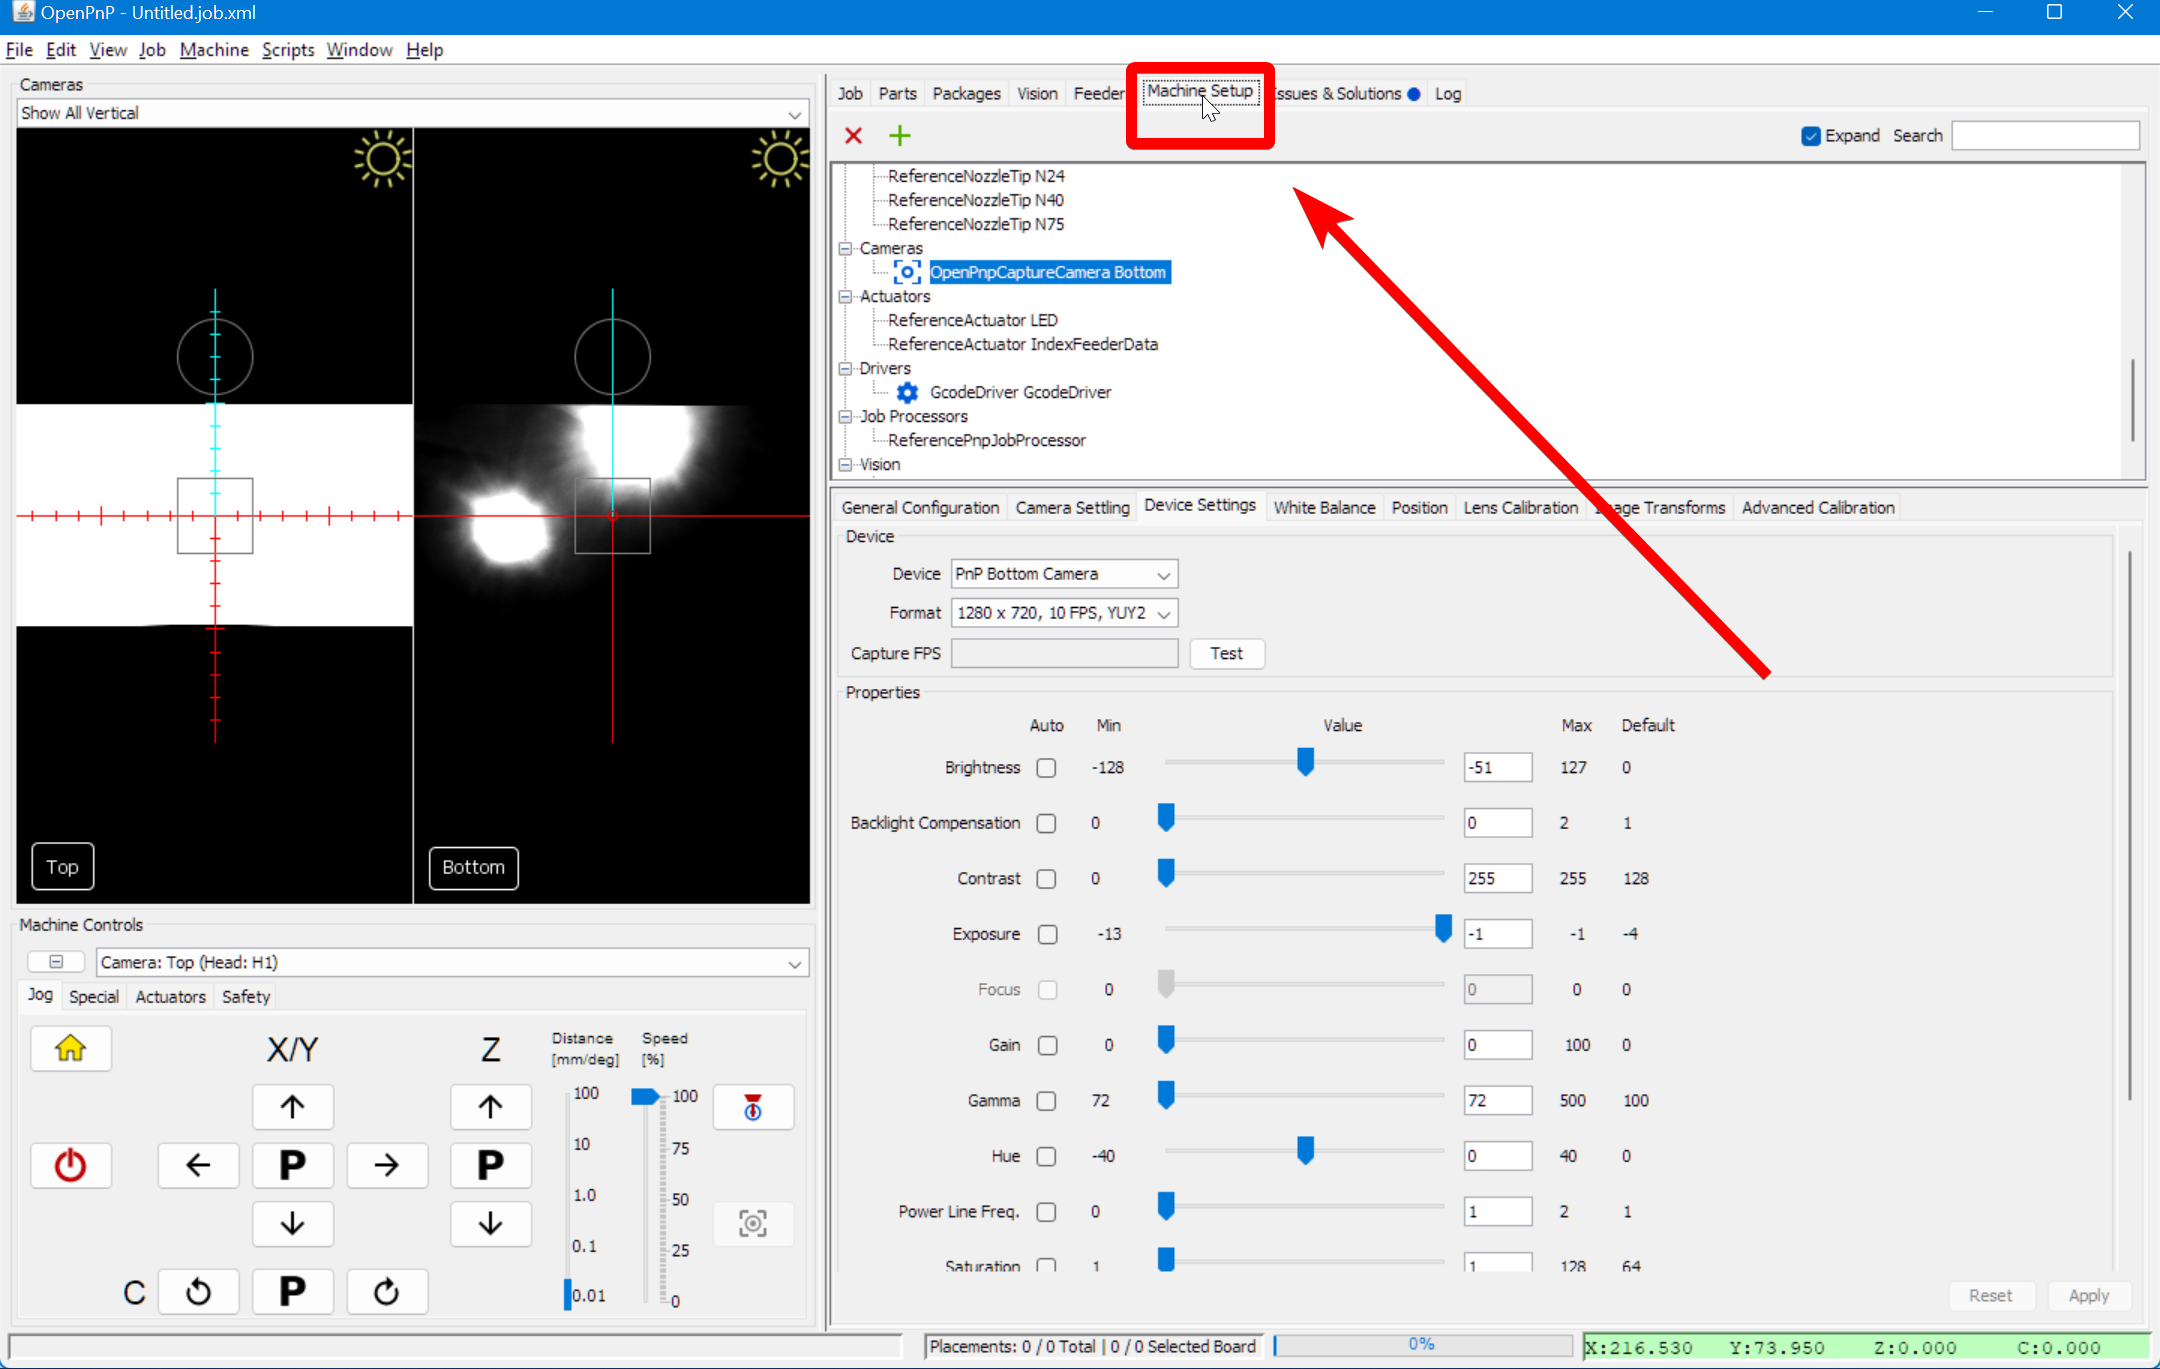 OpenPnP - Untitled.job.xml
File Edit View Job Machine Scripts Window Help
Cameras
Show All Vertical
Top
Bottom
Machine Controls
Camera: Top (Head: H1)
Jog Special Actuators Safety
X/Y Z Distance [mm/deg] Speed [%]
100 100
10 75
P P
1.0 50
0.1 25
C P 0.01 0
Job Parts Packages Vision Feeder Machine Setup Issues & Solutions Log
Expand Search
ReferenceNozzleTip N24
ReferenceNozzleTip N40
ReferenceNozzleTip N75
Cameras
OpenPnpCaptureCamera Bottom
Actuators
ReferenceActuator LED
ReferenceActuator IndexFeederData
Drivers
GcodeDriver GcodeDriver
Job Processors
ReferencePnpJobProcessor
Vision
General Configuration Camera Settling Device Settings White Balance Position Lens Calibration age Transforms Advanced Calibration
Device
Device PnP Bottom Camera
Format 1280 x 720, 10 FPS, YUY2
Capture FPS Test
Properties
Auto Min Value Max Default
Brightness -128 -51 127 0
Backlight Compensation 0 0 2 1
Contrast 0 255 255 128
Exposure -13 -1 -1 -4
Focus 0 0 0 0
Gain 0 0 100 0
Gamma 72 72 500 100
Hue -40 0 40 0
Power Line Freq. 0 1 2 1
Saturation 1 1 128 64
Reset Apply
Placements: 0 / 0 Total | 0 / 0 Selected Board 0% X:216.530 Y:73.950 Z:0.000 C:0.000